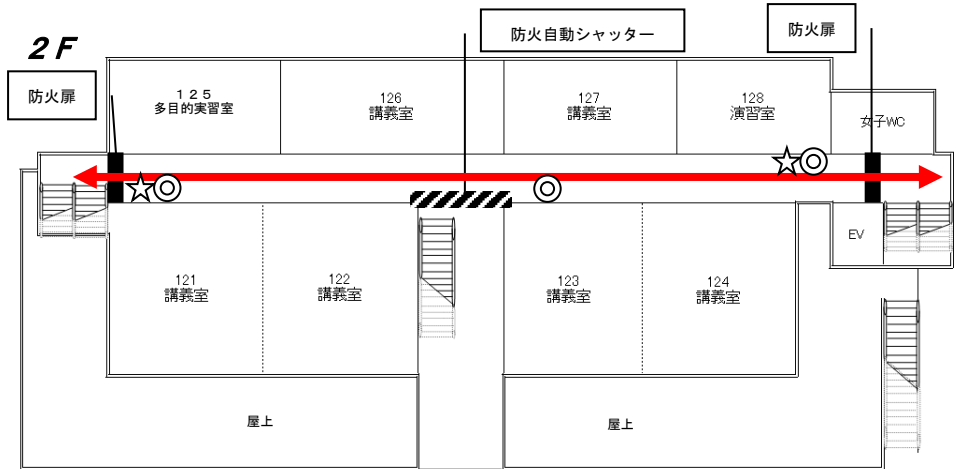 ２Ｆ
防火扉
防火自動シャッター
防火扉
１２５
多目的実習室
126
講義室
127
講義室
128
演習室
女子WC
121
講義室
122
講義室
123
講義室
124
講義室
EV
屋上
屋上